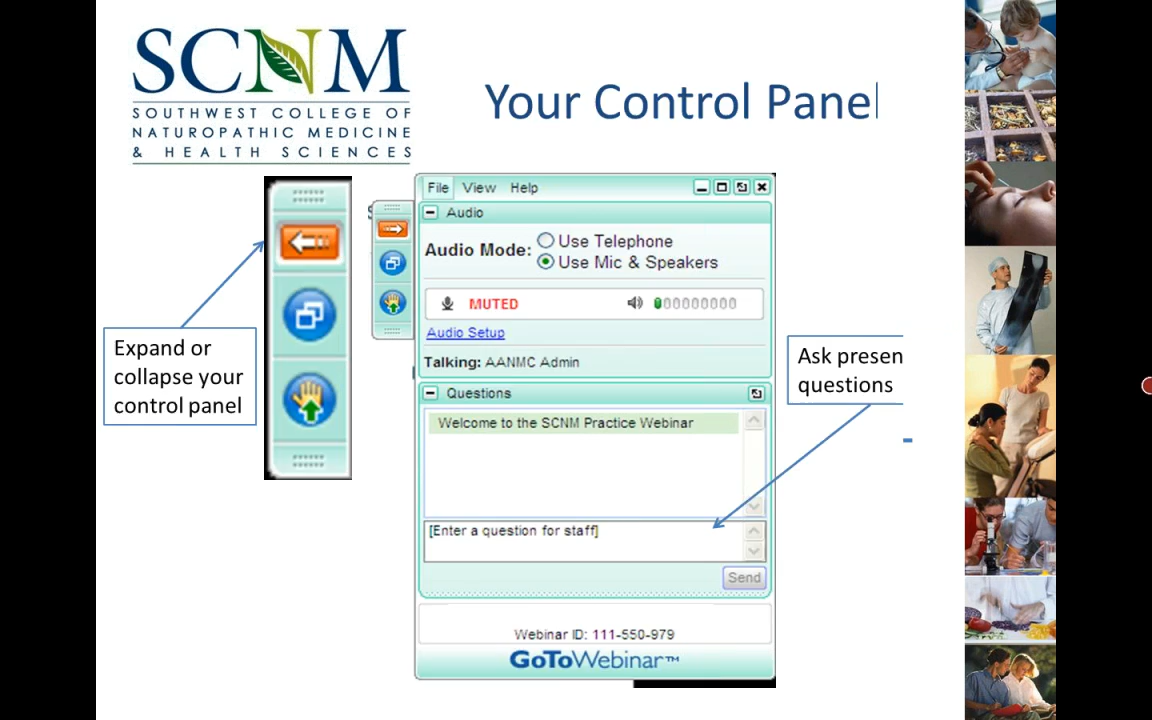 SCNM
SOUTHWEST COLLEGE OF
NATUROPATHIC MEDICINE
& HEALTH SCIENCES
Your Control Panel
File View Help
Audio
Audio Mode: Use Telephone
Use Mic & Speakers
MUTED
Audio Setup
Talking: AANMC Admin
Questions
Welcome to the SCNM Practice Webinar
[Enter a question for staff]
Send
Webinar ID: 111-550-979
GoToWebinar™
Expand or
collapse your
control panel
Ask presen
questions